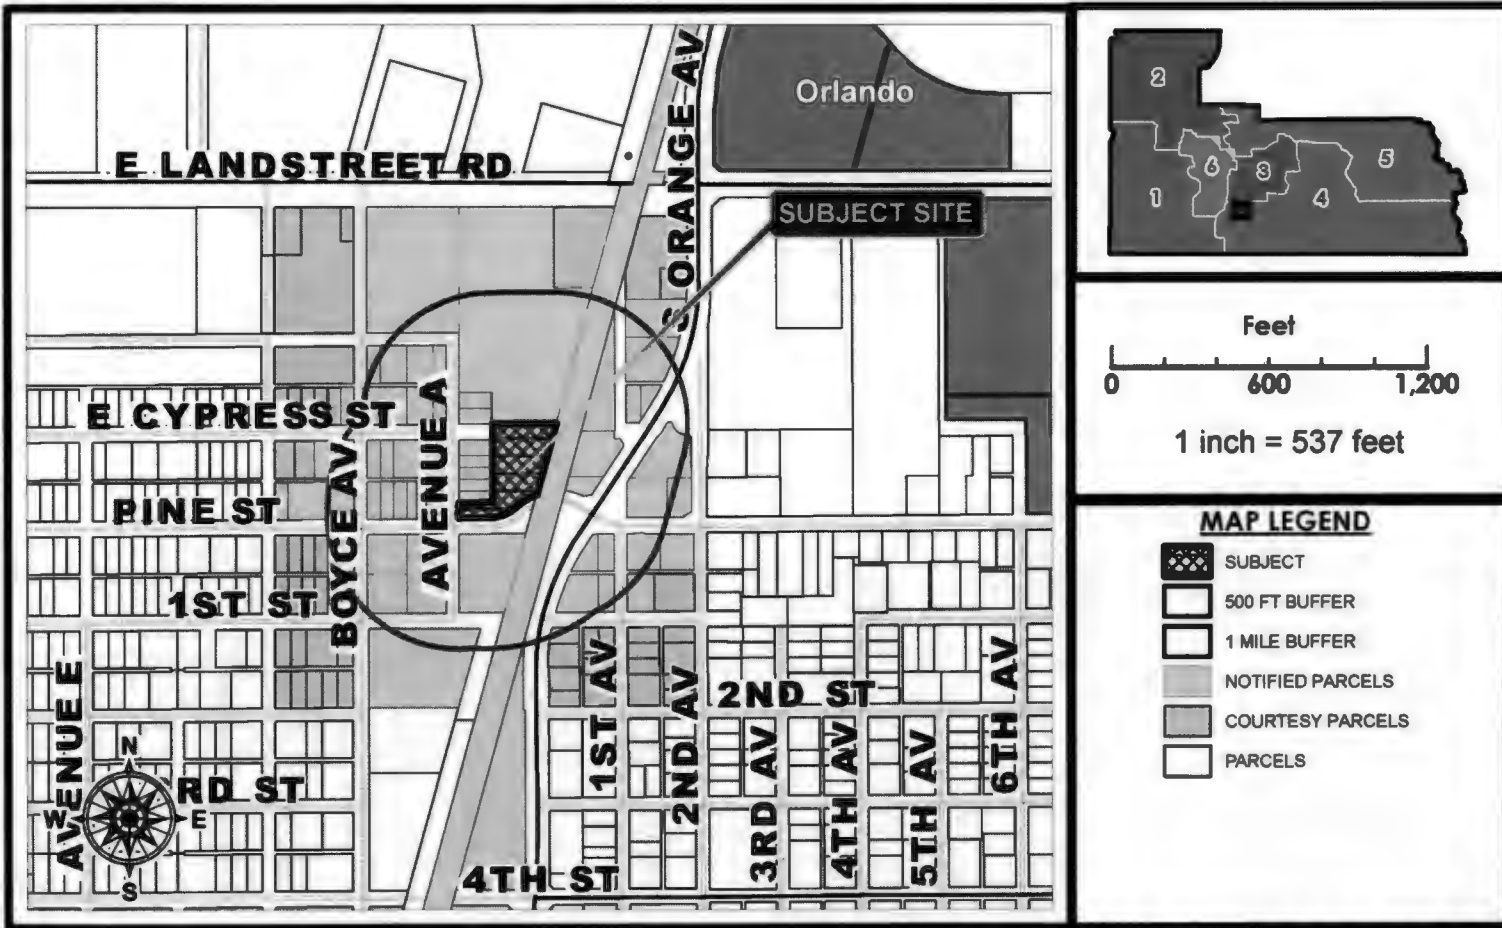 Orlando
E LANDSTREET RD
S ORANGE AV
SUBJECT SITE
E CYPRESS ST
BOYCE AV
AVENUE A
PINE ST
1ST ST
AVENUE E
1ST AV
2ND AV
2ND ST
3RD AV
4TH AV
5TH AV
6TH AV
RD ST
4TH ST
N
W
E
S
2
1
6
3
5
4
Feet
0 600 1,200
1 inch = 537 feet
MAP LEGEND
SUBJECT
500 FT BUFFER
1 MILE BUFFER
NOTIFIED PARCELS
COURTESY PARCELS
PARCELS